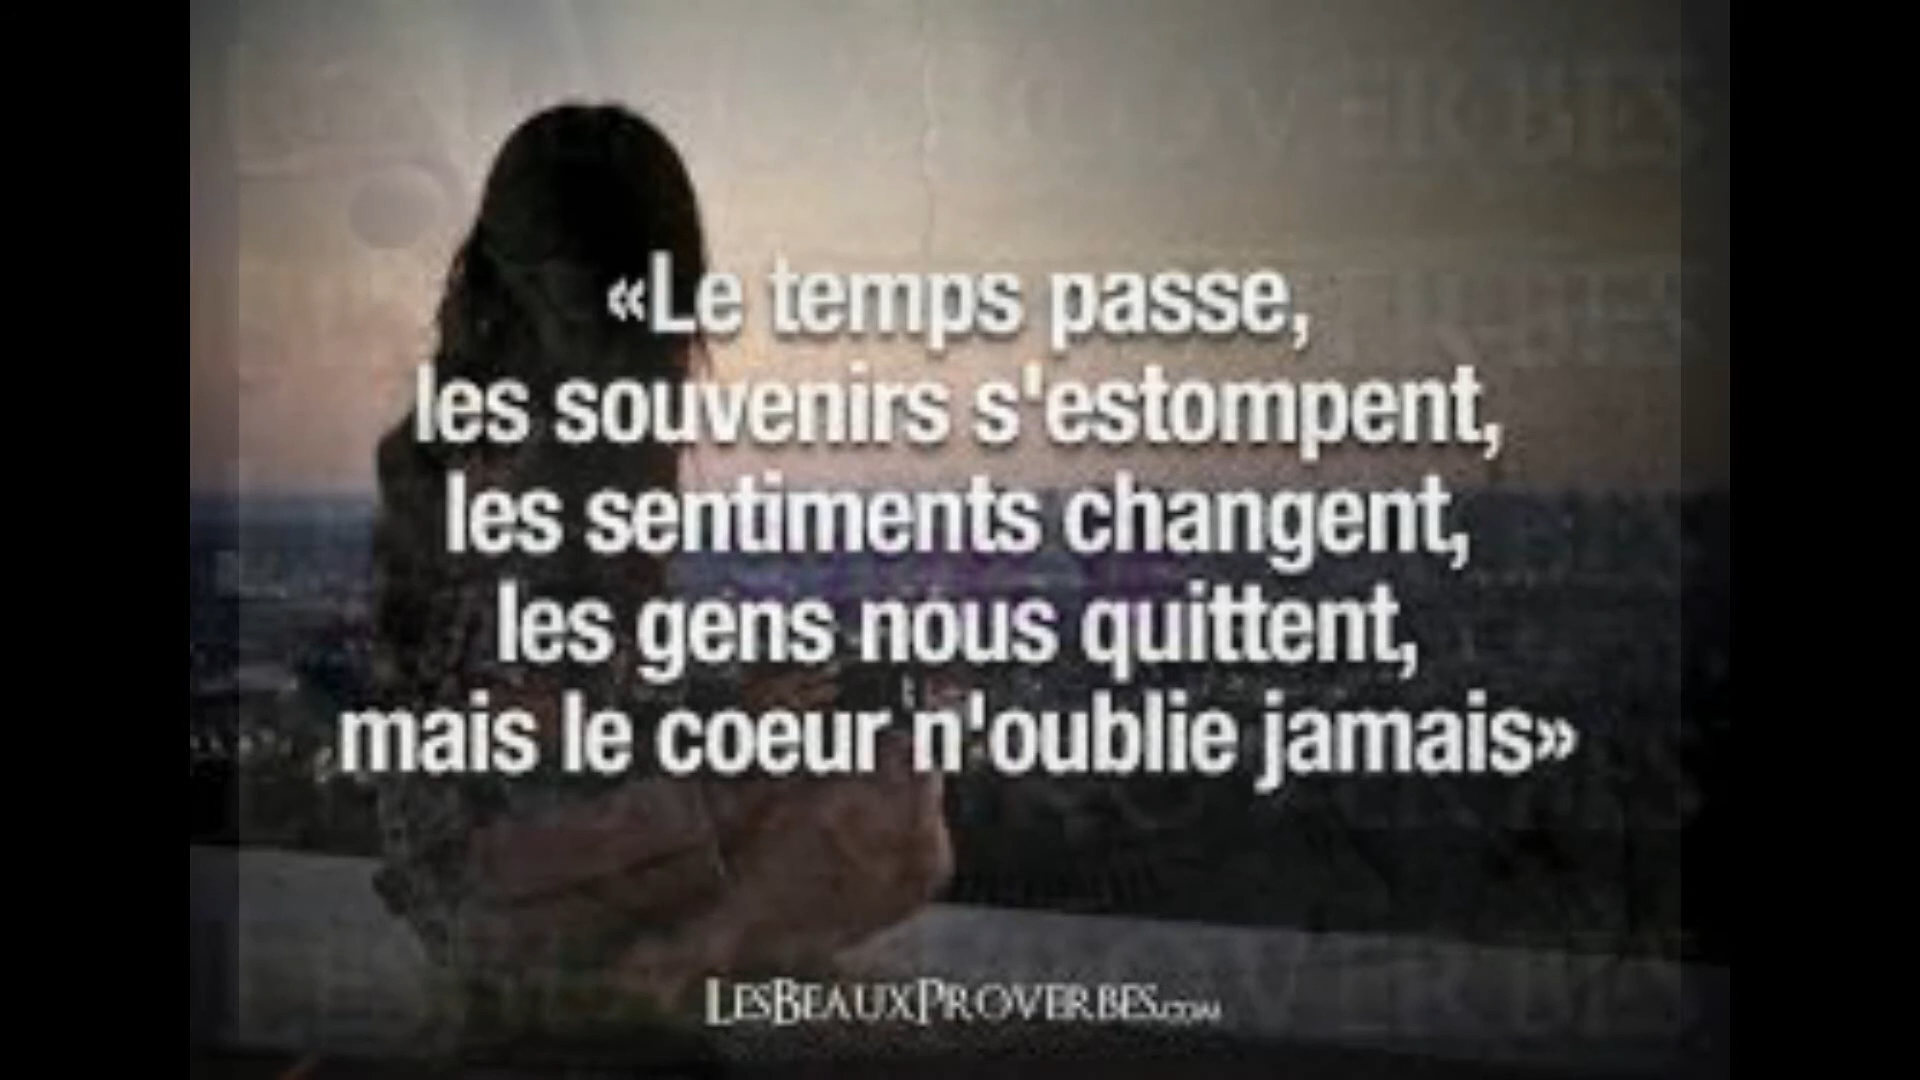 «Le temps passe,
les souvenirs s'estompent,
les sentiments changent,
les gens nous quittent,
mais le coeur n'oublie jamais»
LESBEAUXPROVERBES.COM